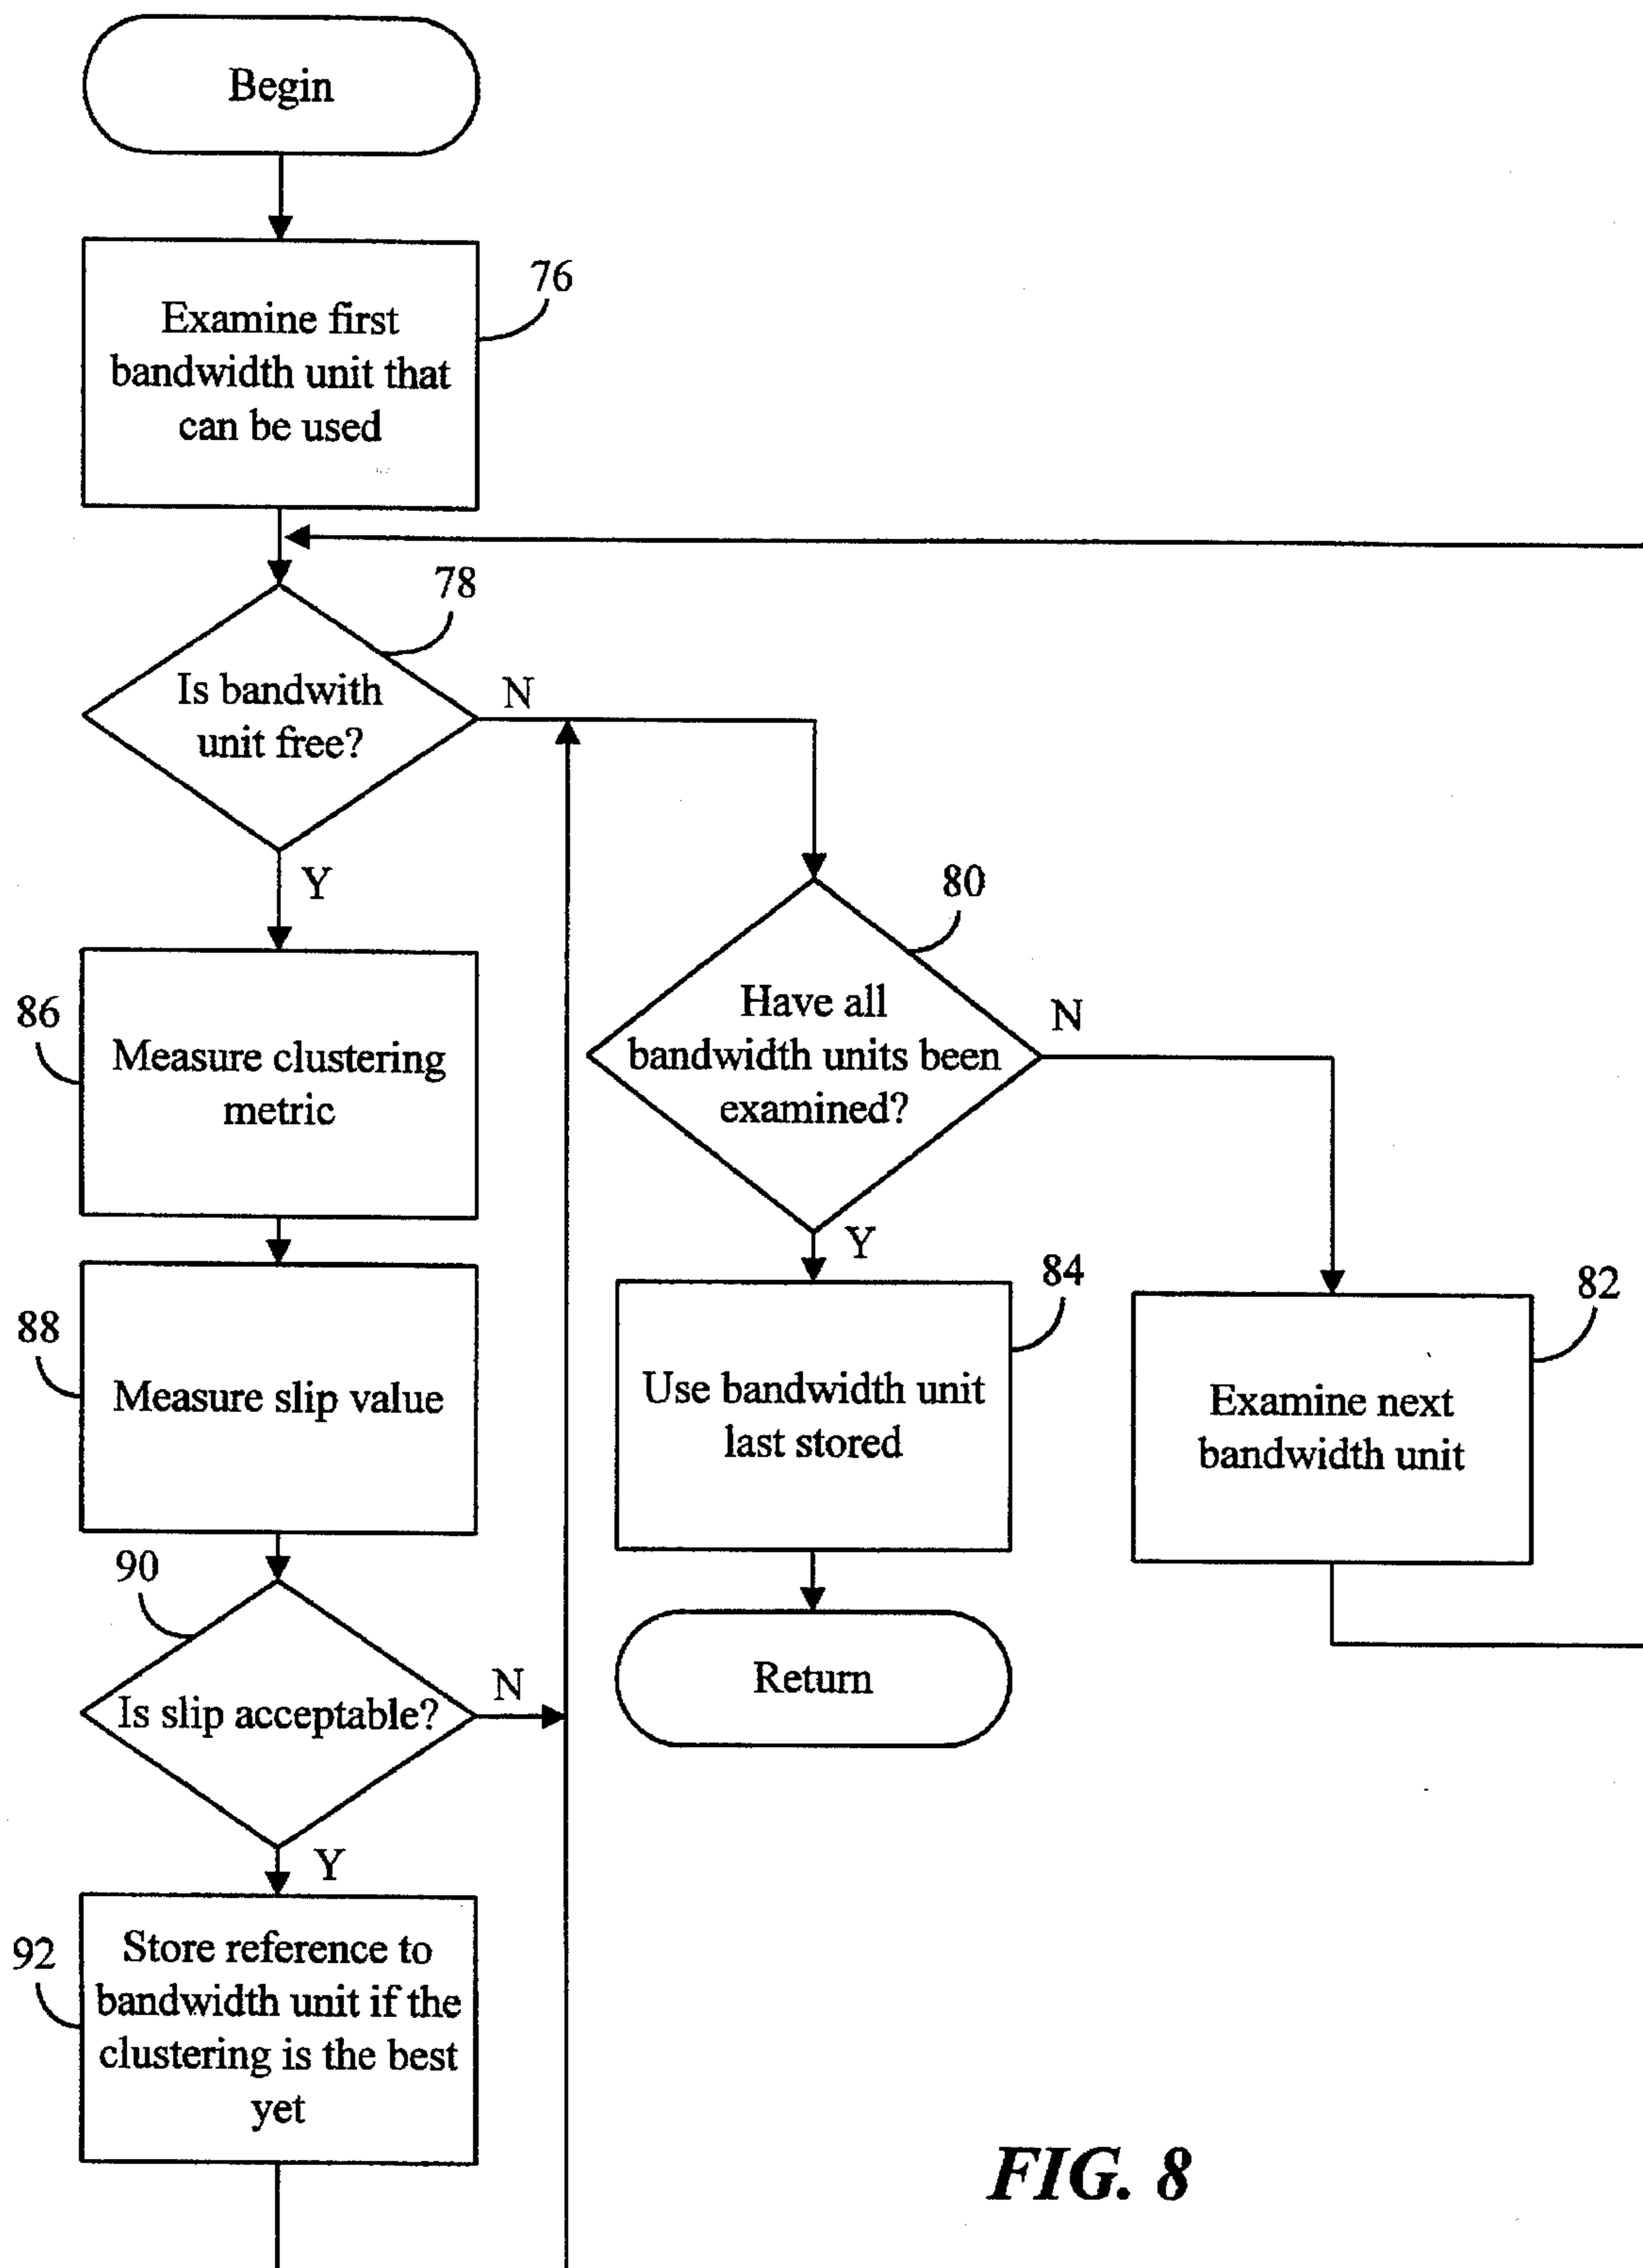 Begin
76
Examine first
bandwidth unit that
can be used
78
Is bandwith
unit free?
N
Y
80
Have all
bandwidth units been
examined?
N
Y
86
Measure clustering
metric
84
Use bandwidth unit
last stored
82
Examine next
bandwidth unit
88
Measure slip value
Return
90
Is slip acceptable?
N
Y
92
Store reference to
bandwidth unit if the
clustering is the best
yet
FIG. 8